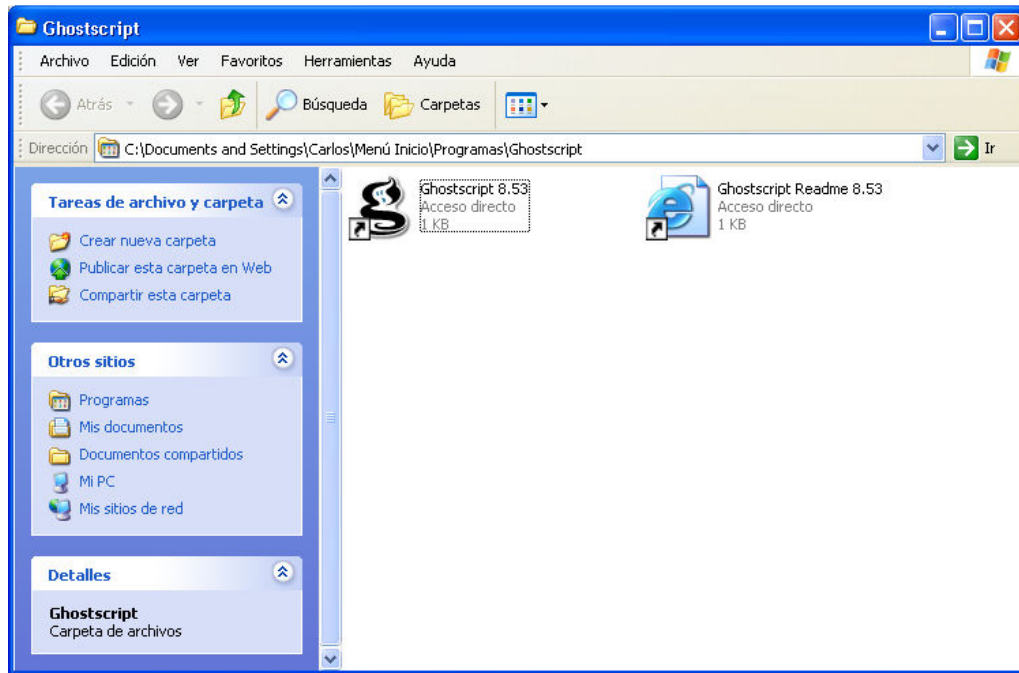 Ghostscript
Archivo Edición Ver Favoritos Herramientas Ayuda
Atrás Búsqueda Carpetas
Dirección C:\Documents and Settings\Carlos\Menú Inicio\Programas\Ghostscript Ir
Tareas de archivo y carpeta
Crear nueva carpeta
Publicar esta carpeta en Web
Compartir esta carpeta
Otros sitios
Programas
Mis documentos
Documentos compartidos
Mi PC
Mis sitios de red
Detalles
Ghostscript
Carpeta de archivos
Ghostscript 8.53
Acceso directo
1 KB
Ghostscript Readme 8.53
Acceso directo
1 KB